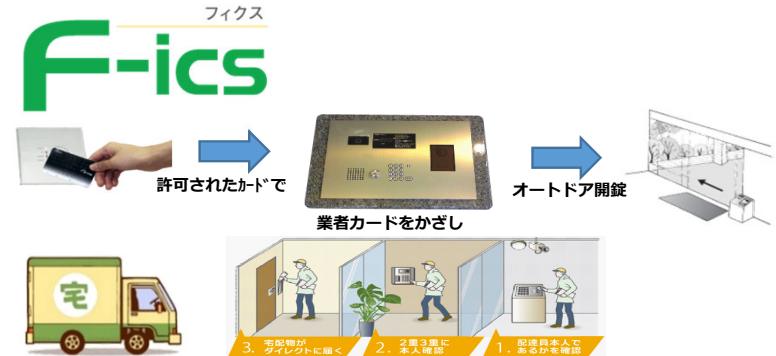 フィクス
F-ics
許可されたｶｰﾄﾞで
業者カードをかざし
オートドア開錠
宅
3. 宅配物が
ダイレクトに届く
2. 2重3重に
本人確認
1. 配達員本人で
あるかを確認